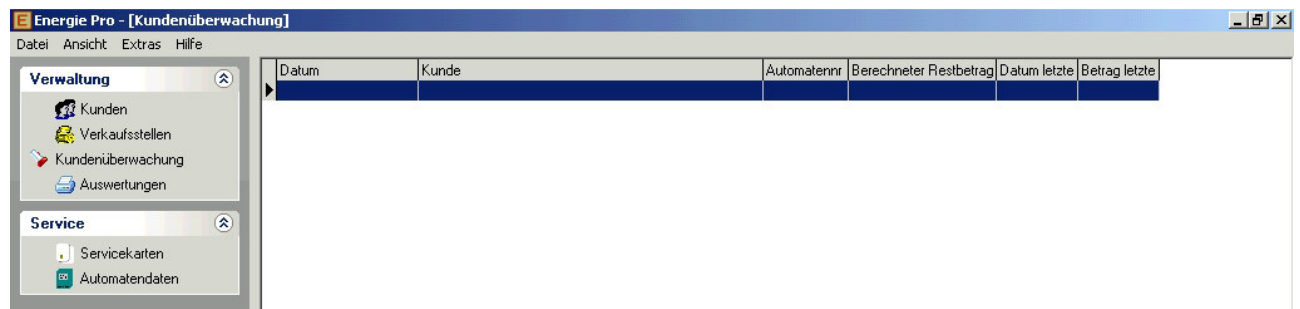 Energie Pro - [Kundenüberwachung]
Datei Ansicht Extras Hilfe
Verwaltung
Kunden
Verkaufsstellen
Kundenüberwachung
Auswertungen
Service
Servicekarten
Automatendaten
Datum Kunde Automatennr Berechneter Restbetrag Datum letzte Betrag letzte